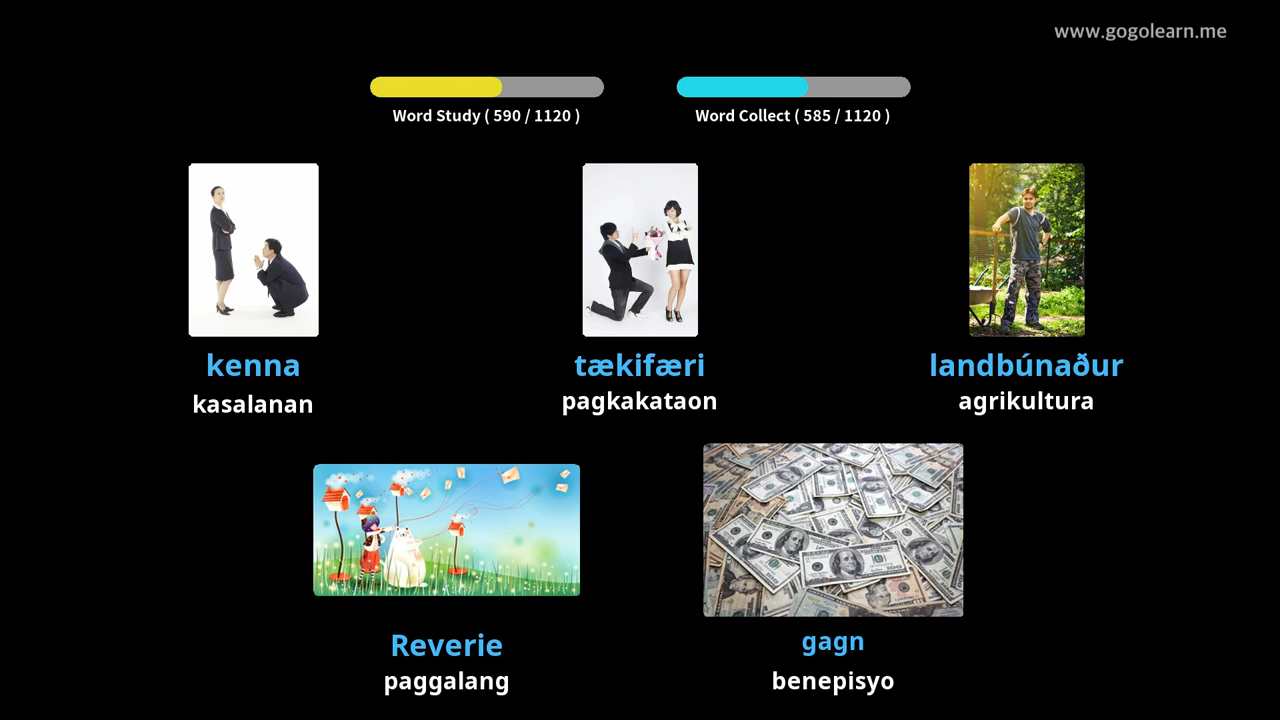 www.gogolearn.me
Word Study ( 590 / 1120 )
Word Collect ( 585 / 1120 )
kenna
kasalanan
tækifæri
pagkakataon
landbúnaður
agrikultura
Reverie
paggalang
gagn
benepisyo